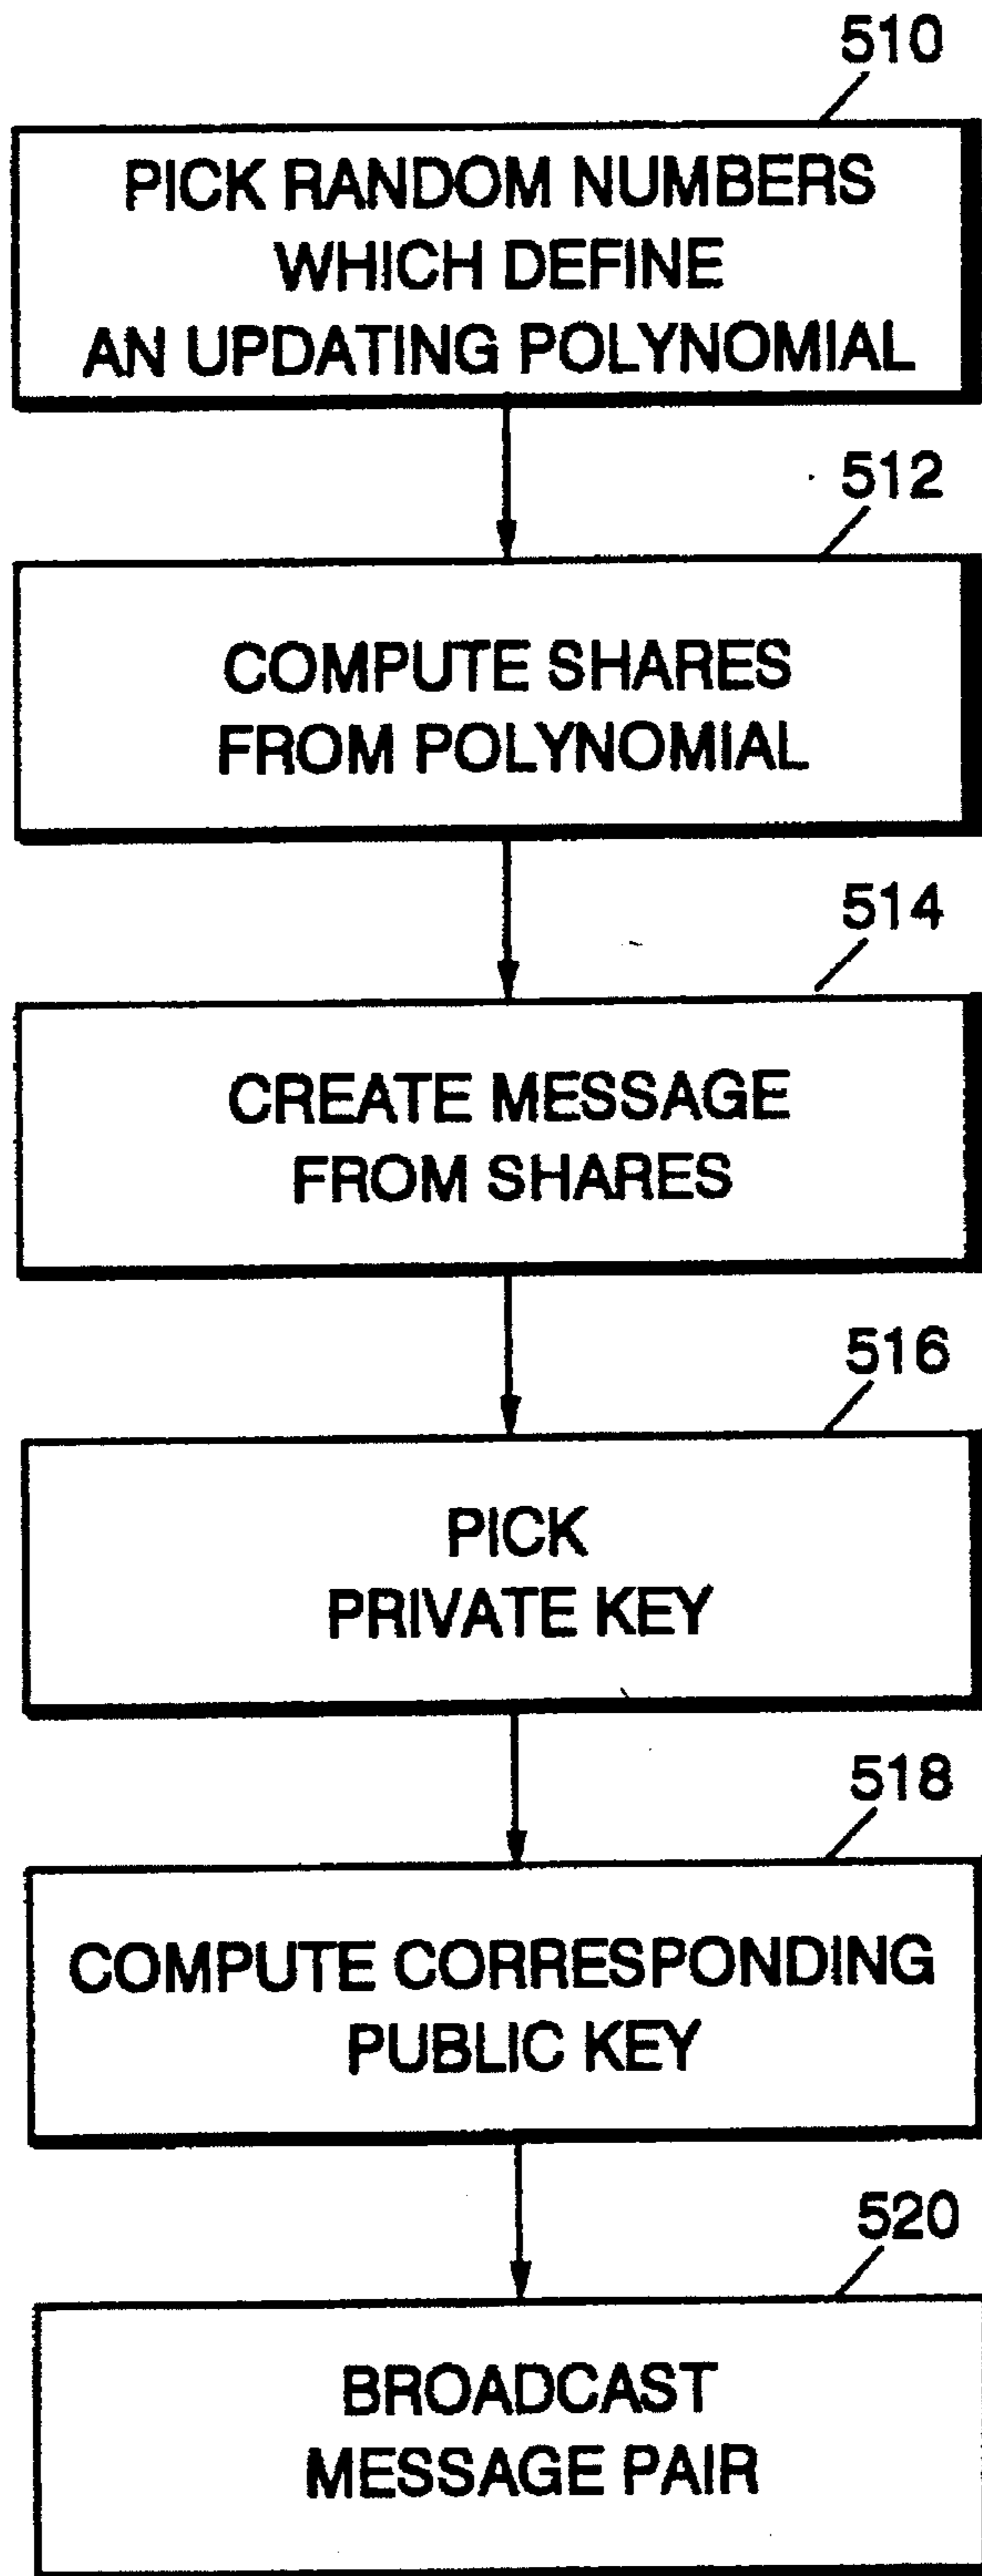 510
PICK RANDOM NUMBERS
WHICH DEFINE
AN UPDATING POLYNOMIAL
512
COMPUTE SHARES
FROM POLYNOMIAL
514
CREATE MESSAGE
FROM SHARES
516
PICK
PRIVATE KEY
518
COMPUTE CORRESPONDING
PUBLIC KEY
520
BROADCAST
MESSAGE PAIR